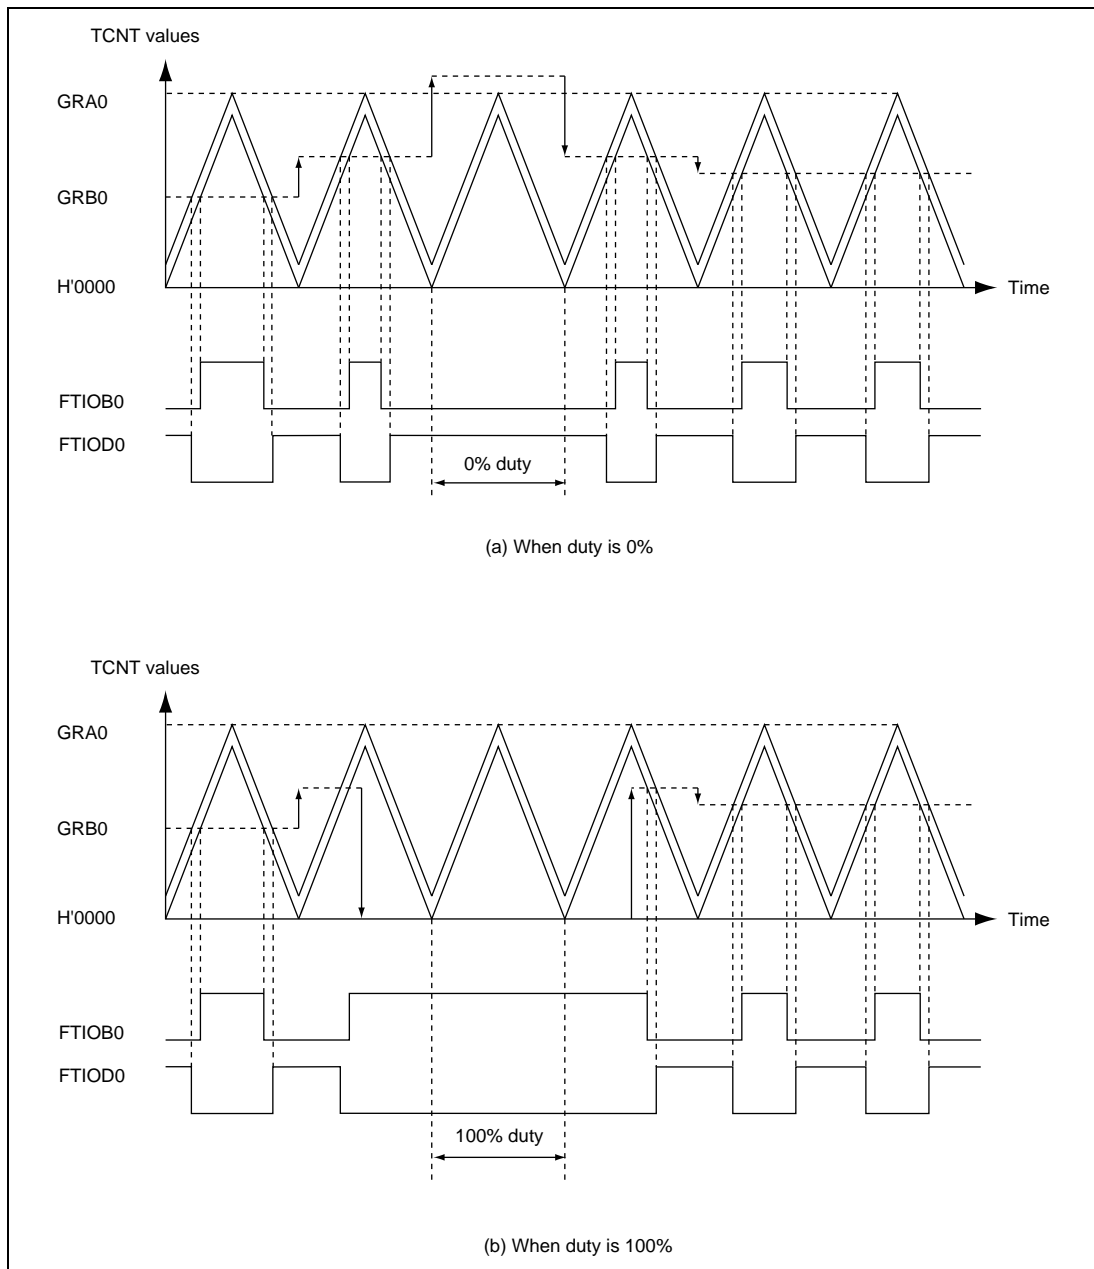 TCNT values
GRA0
GRB0
H'0000
Time
FTIOB0
FTIOD0
0% duty
(a) When duty is 0%
TCNT values
GRA0
GRB0
H'0000
Time
FTIOB0
FTIOD0
100% duty
(b) When duty is 100%